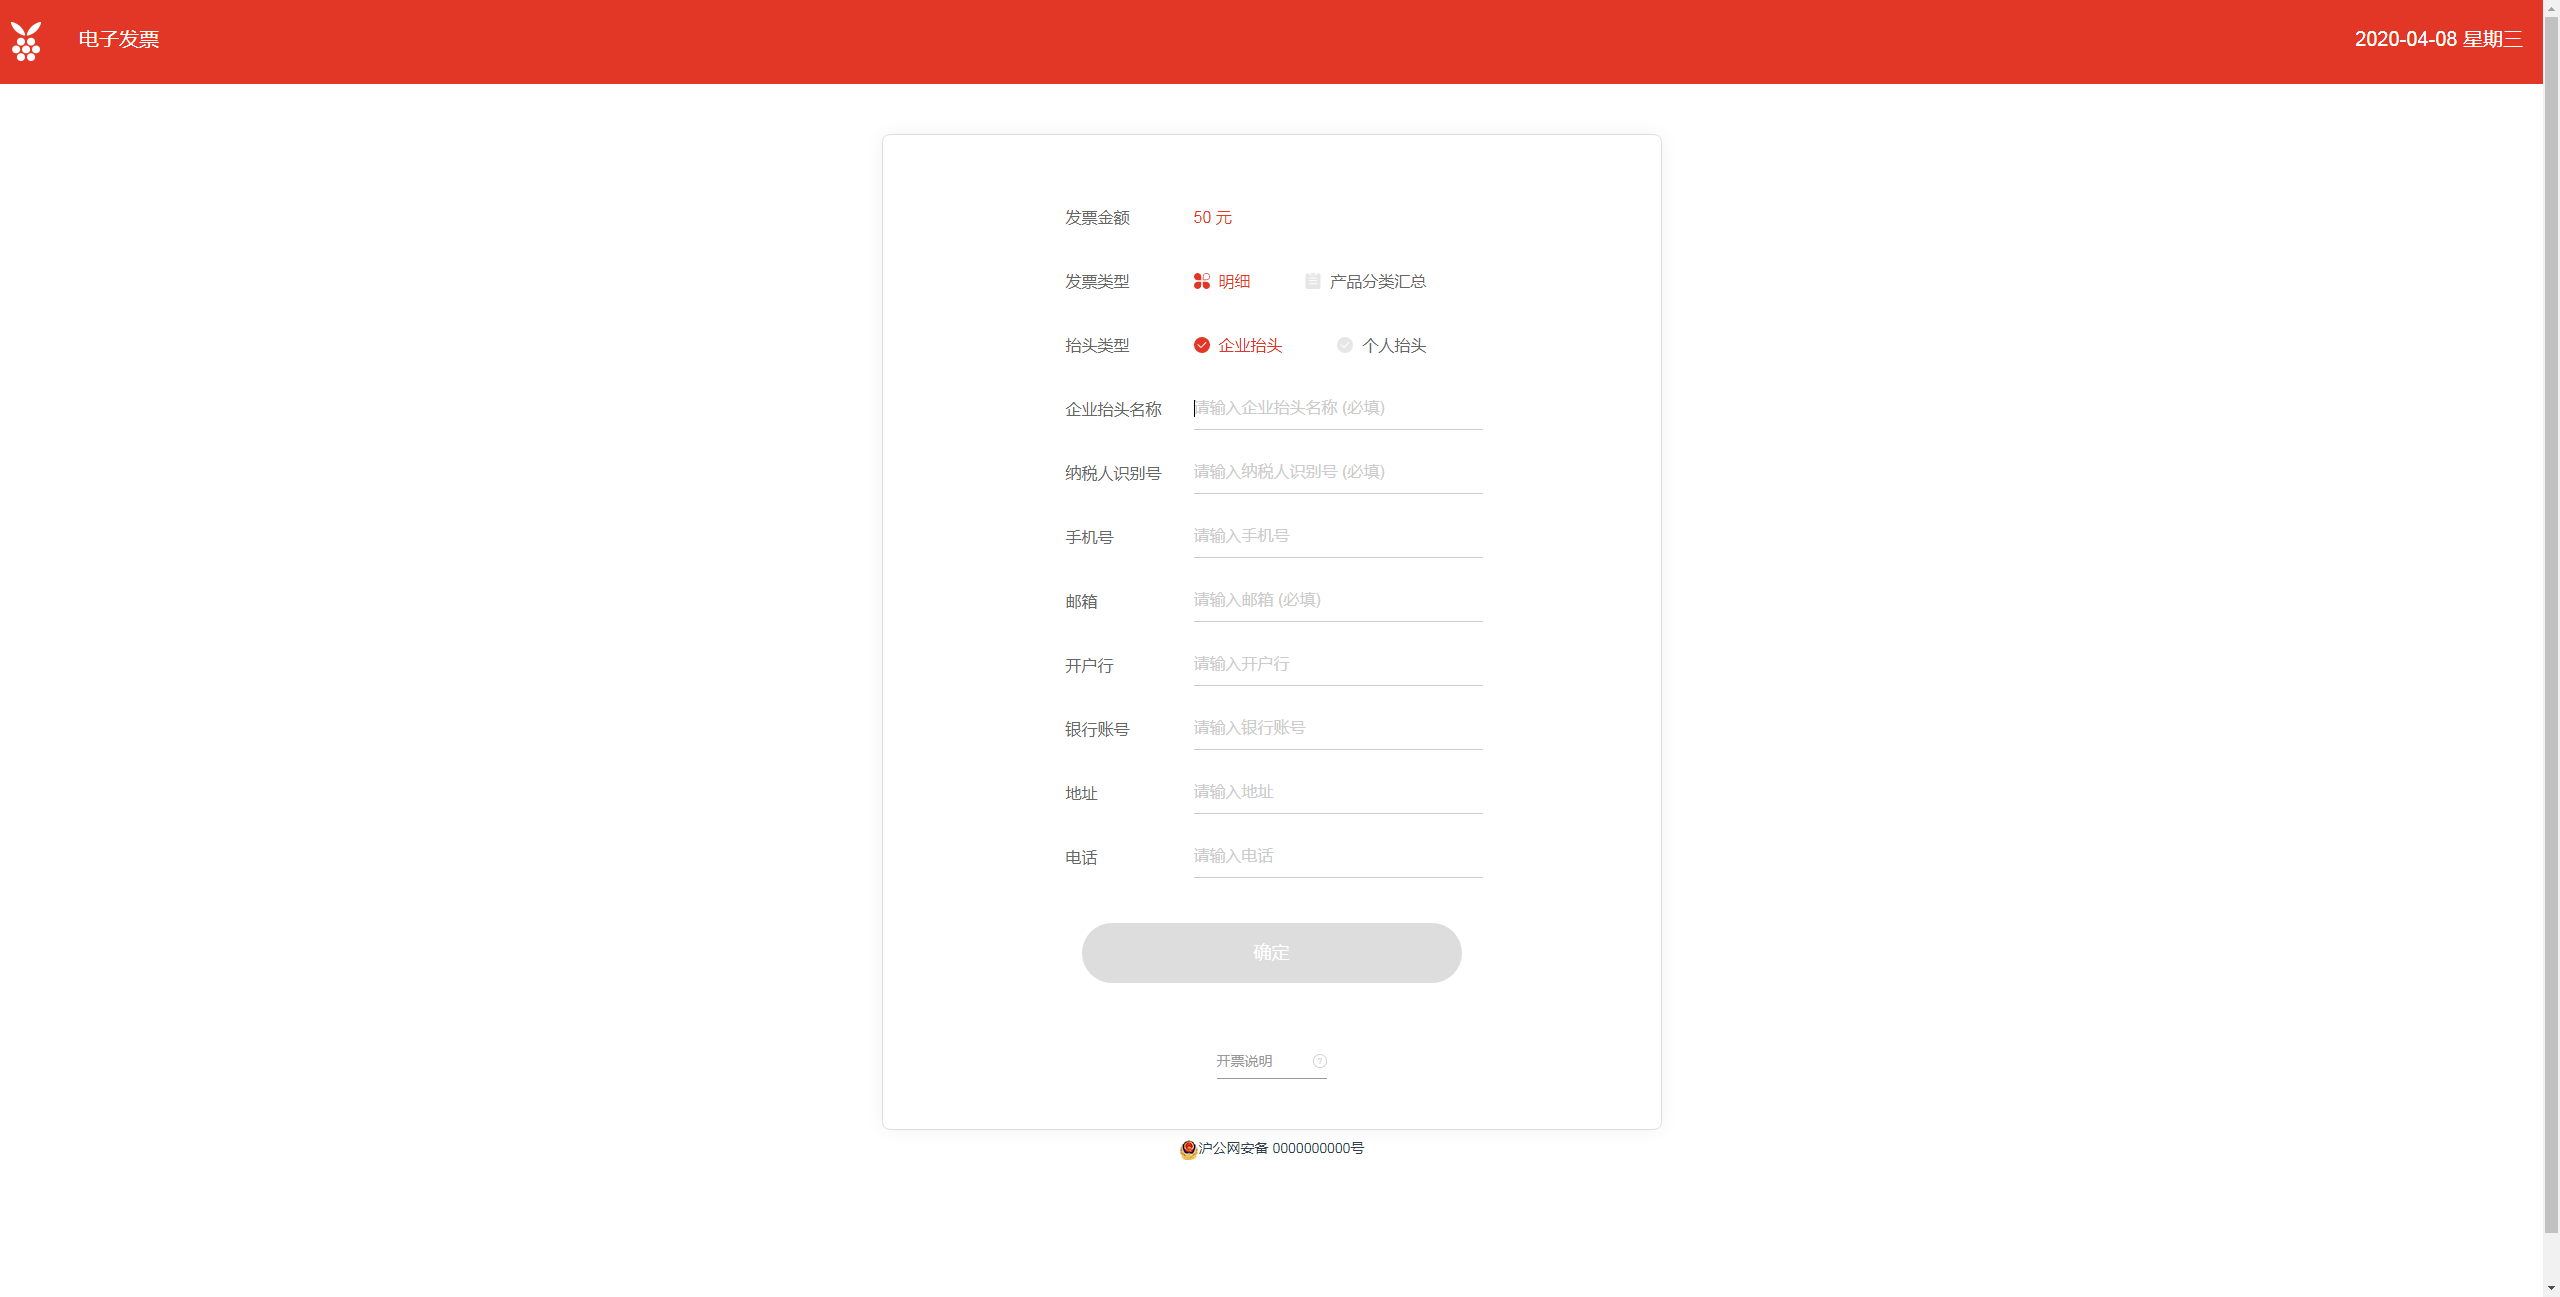 电子发票
2020-04-08 星期三
发票金额 50 元
发票类型 明细 产品分类汇总
抬头类型 企业抬头 个人抬头
企业抬头名称 请输入企业抬头名称 (必填)
纳税人识别号 请输入纳税人识别号 (必填)
手机号 请输入手机号
邮箱 请输入邮箱 (必填)
开户行 请输入开户行
银行账号 请输入银行账号
地址 请输入地址
电话 请输入电话
确定
开票说明 ?
沪公网安备 0000000000号